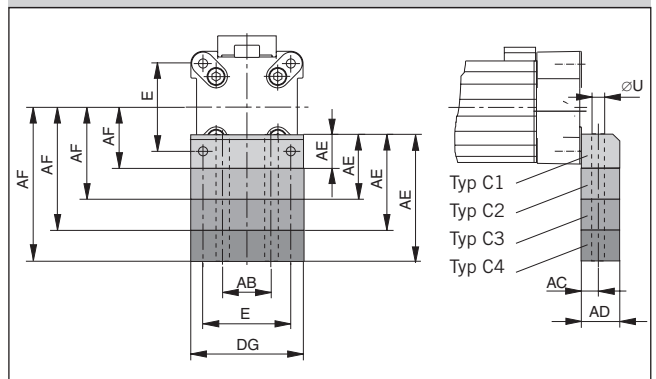 E
AF
AF
AF
AF
AE
AE
AE
AE
AB
E
DG
ØU
Typ C1
Typ C2
Typ C3
Typ C4
AC
AD